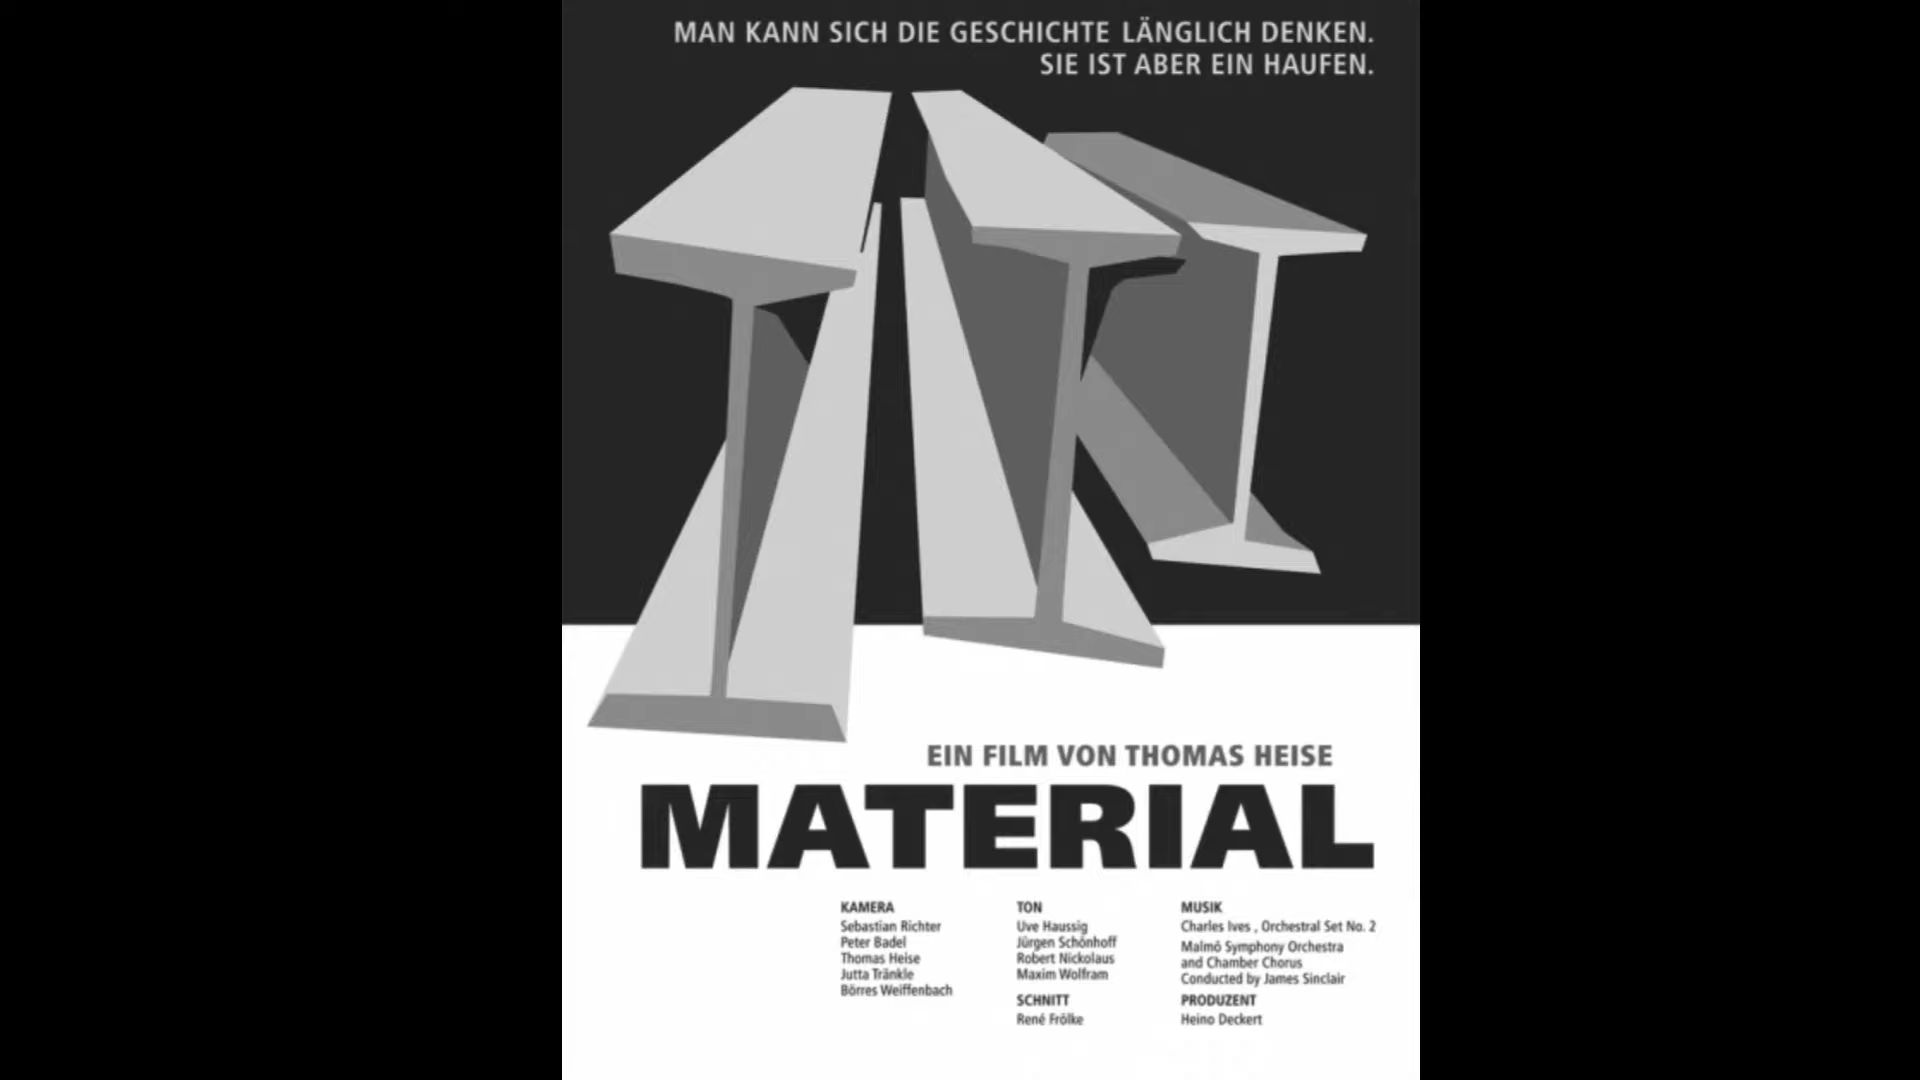 MAN KANN SICH DIE GESCHICHTE LÄNGLICH DENKEN.
SIE IST ABER EIN HAUFEN.
EIN FILM VON THOMAS HEISE
MATERIAL
KAMERA
Sebastian Richter
Peter Badel
Thomas Heise
Jutta Tränkle
Börres Weiffenbach
TON
Uve Haussig
Jürgen Schönhoff
Robert Nickolaus
Maxim Wolfram
SCHNITT
René Frölke
MUSIK
Charles Ives , Orchestral Set No. 2
Malmö Symphony Orchestra
and Chamber Chorus
Conducted by James Sinclair
PRODUZENT
Heino Deckert